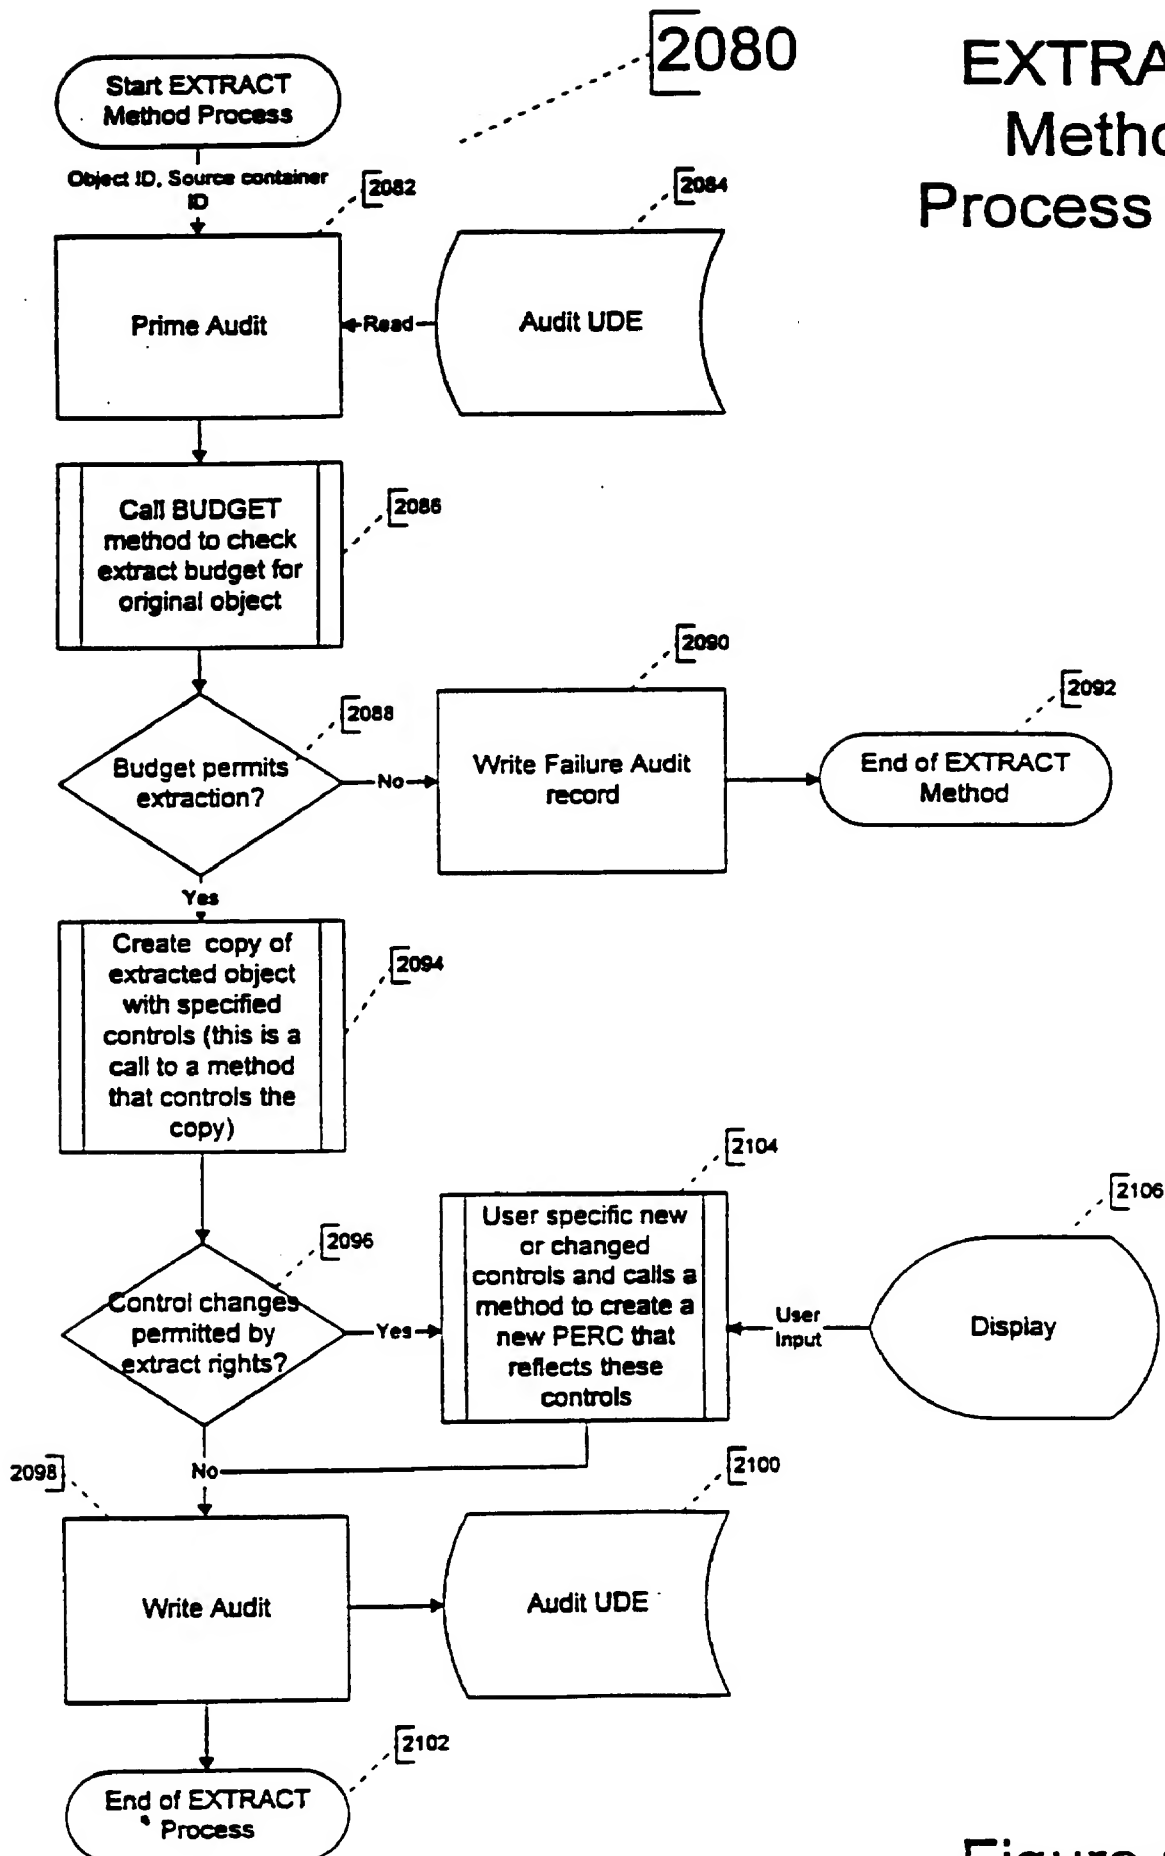 2080
EXTRA
Metho
Process
Start EXTRACT
Method Process
Object ID, Source container
ID
2082
2084
Prime Audit
Read
Audit UDE
Call BUDGET
method to check
extract budget for
original object
2086
2090
2092
2088
Budget permits
extraction?
No
Write Failure Audit
record
End of EXTRACT
Method
Yes
Create copy of
extracted object
with specified
controls (this is a
call to a method
that controls the
copy)
2094
2104
2106
2096
User specific new
or changed
controls and calls a
method to create a
new PERC that
reflects these
controls
Control changes
permitted by
extract rights?
Yes
User
Input
Display
2098
No
2100
Write Audit
Audit UDE
2102
End of EXTRACT
Process
Figure